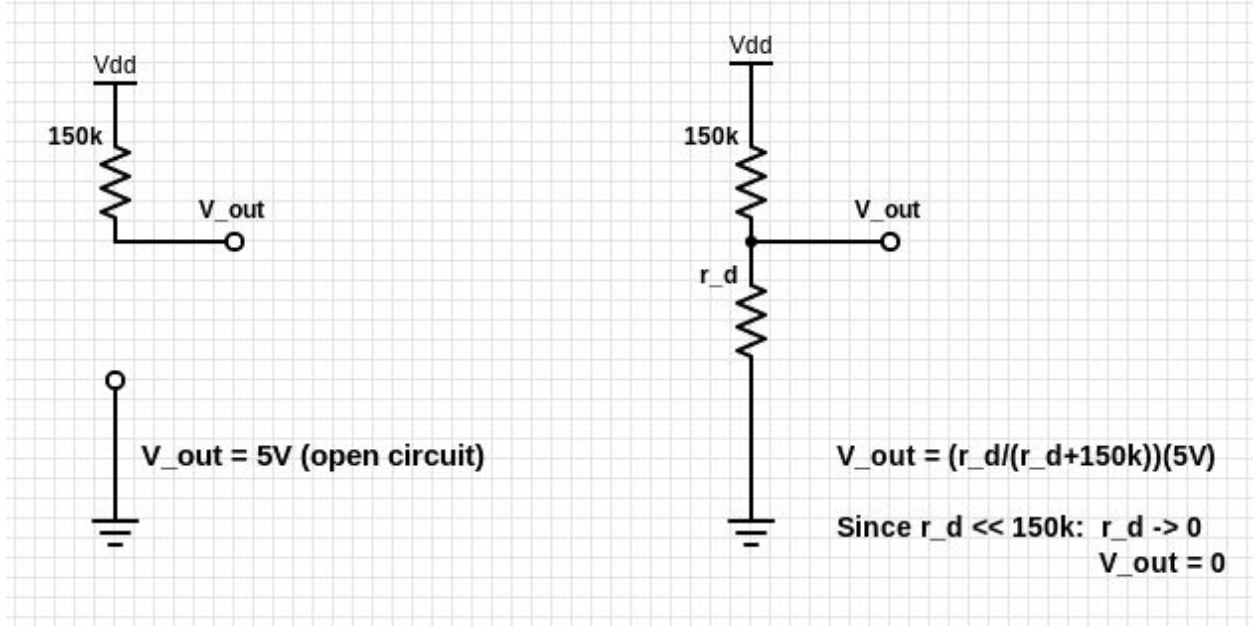 Vdd
150k
V_out
V_out = 5V (open circuit)
Vdd
150k
V_out
r_d
V_out = (r_d/(r_d+150k))(5V)
Since r_d << 150k:  r_d -> 0
V_out = 0